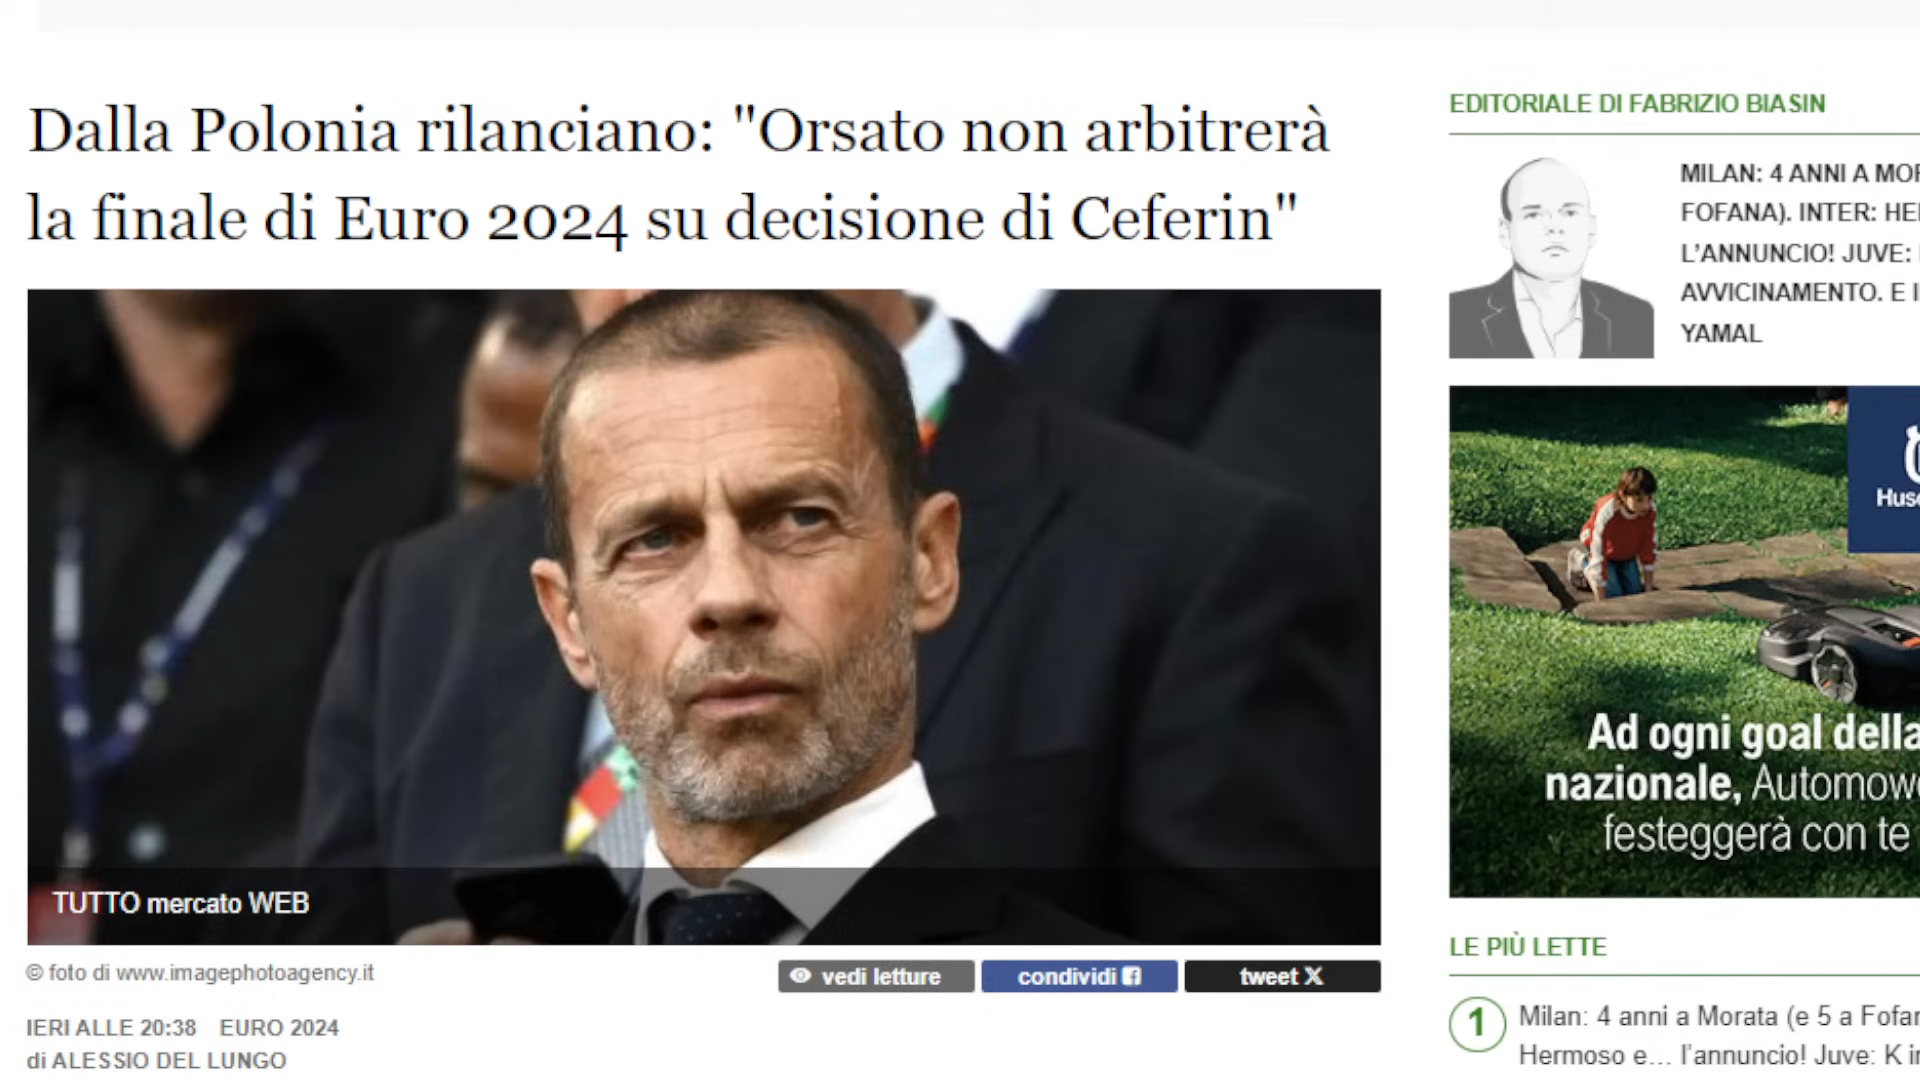 Dalla Polonia rilanciano: "Orsato non arbitrerà
la finale di Euro 2024 su decisione di Ceferin"
TUTTO mercato WEB
© foto di www.imagephotoagency.it
vedi letture
condividi
tweet X
IERI ALLE 20:38 EURO 2024
di ALESSIO DEL LUNGO
EDITORIALE DI FABRIZIO BIASIN
MILAN: 4 ANNI A
FOFANA). INTER:
L'ANNUNCIO! JUVE:
AVVICINAMENTO. E
YAMAL
Ad ogni goal della
nazionale,
festeggerà con te
LE PIÙ LETTE
1
Milan: 4 anni a Morata (e 5 a
Hermoso e... l'annuncio! Juve: K